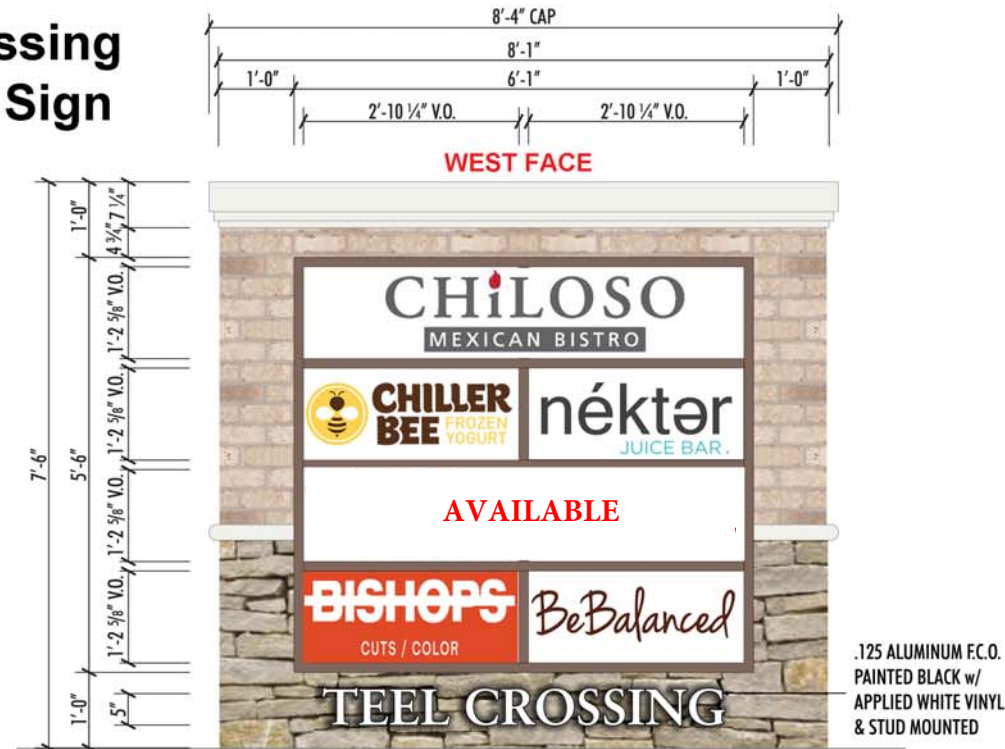 ssing
Sign
8'-4" CAP
8'-1"
1'-0" 6'-1" 1'-0"
2'-10 ¼" V.O. 2'-10 ¼" V.O.
WEST FACE
7'-6"
1'-0"
5'-6"
1'-0"
7 ¼"
4 ¾"
1'-2 5/8" V.O.
1'-2 5/8" V.O.
1'-2 5/8" V.O.
1'-2 5/8" V.O.
5"
CHiLOSO
MEXICAN BISTRO
CHILLER
BEE FROZEN
YOGURT
néktər
JUICE BAR.
AVAILABLE
BISHOPS
CUTS / COLOR
BeBalanced
TEEL CROSSING
.125 ALUMINUM F.C.O.
PAINTED BLACK w/
APPLIED WHITE VINYL
& STUD MOUNTED